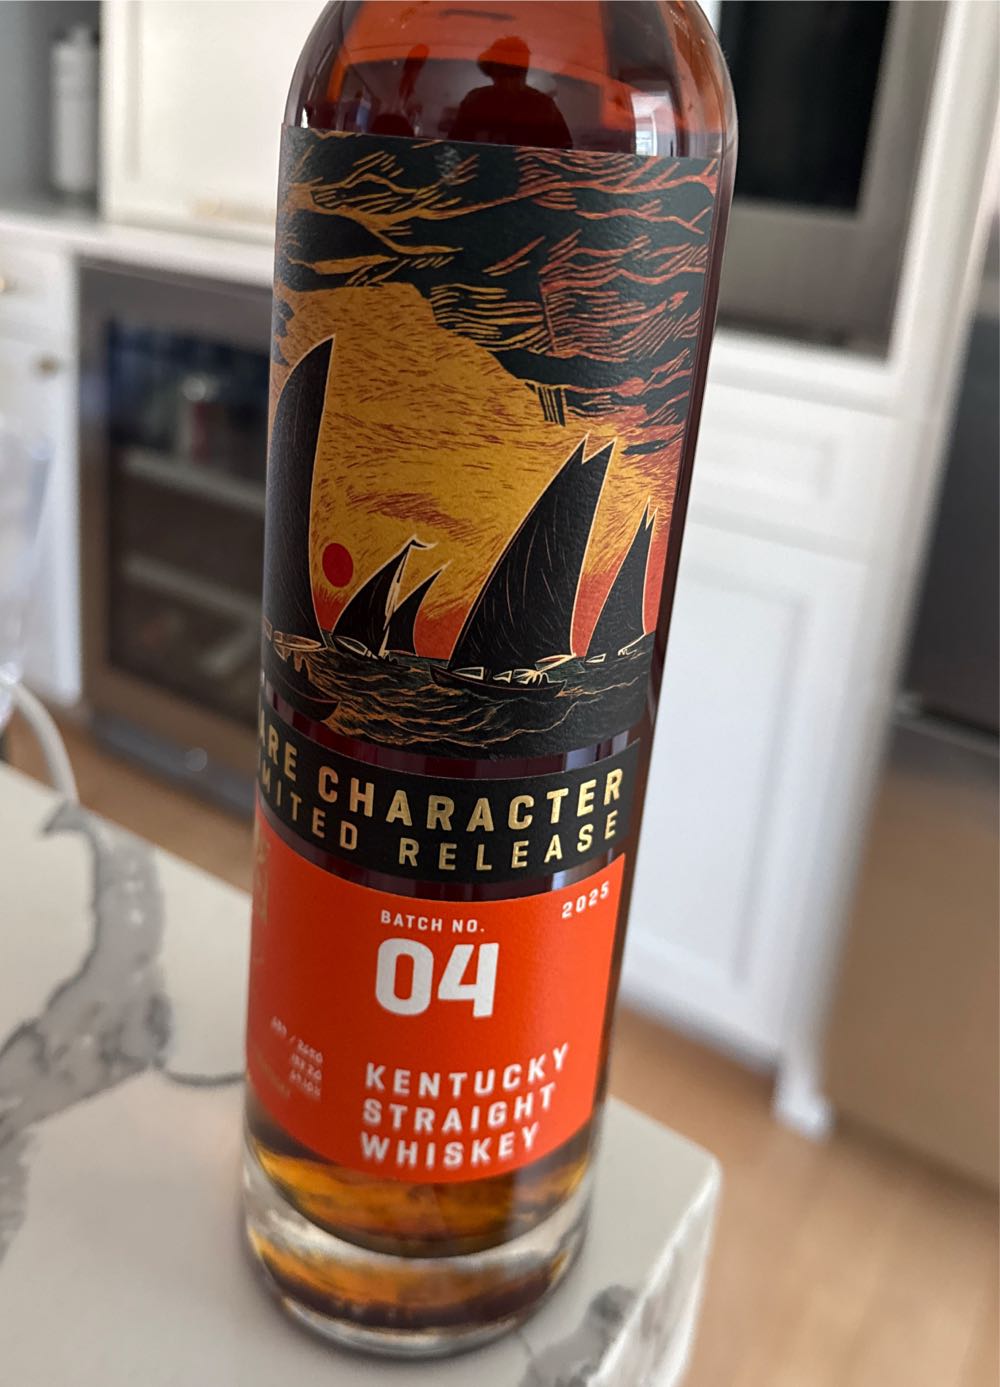 ARE CHARACTER
MITED RELEASE
2025
BATCH NO.
04
KENTUCKY
STRAIGHT
WHISKEY